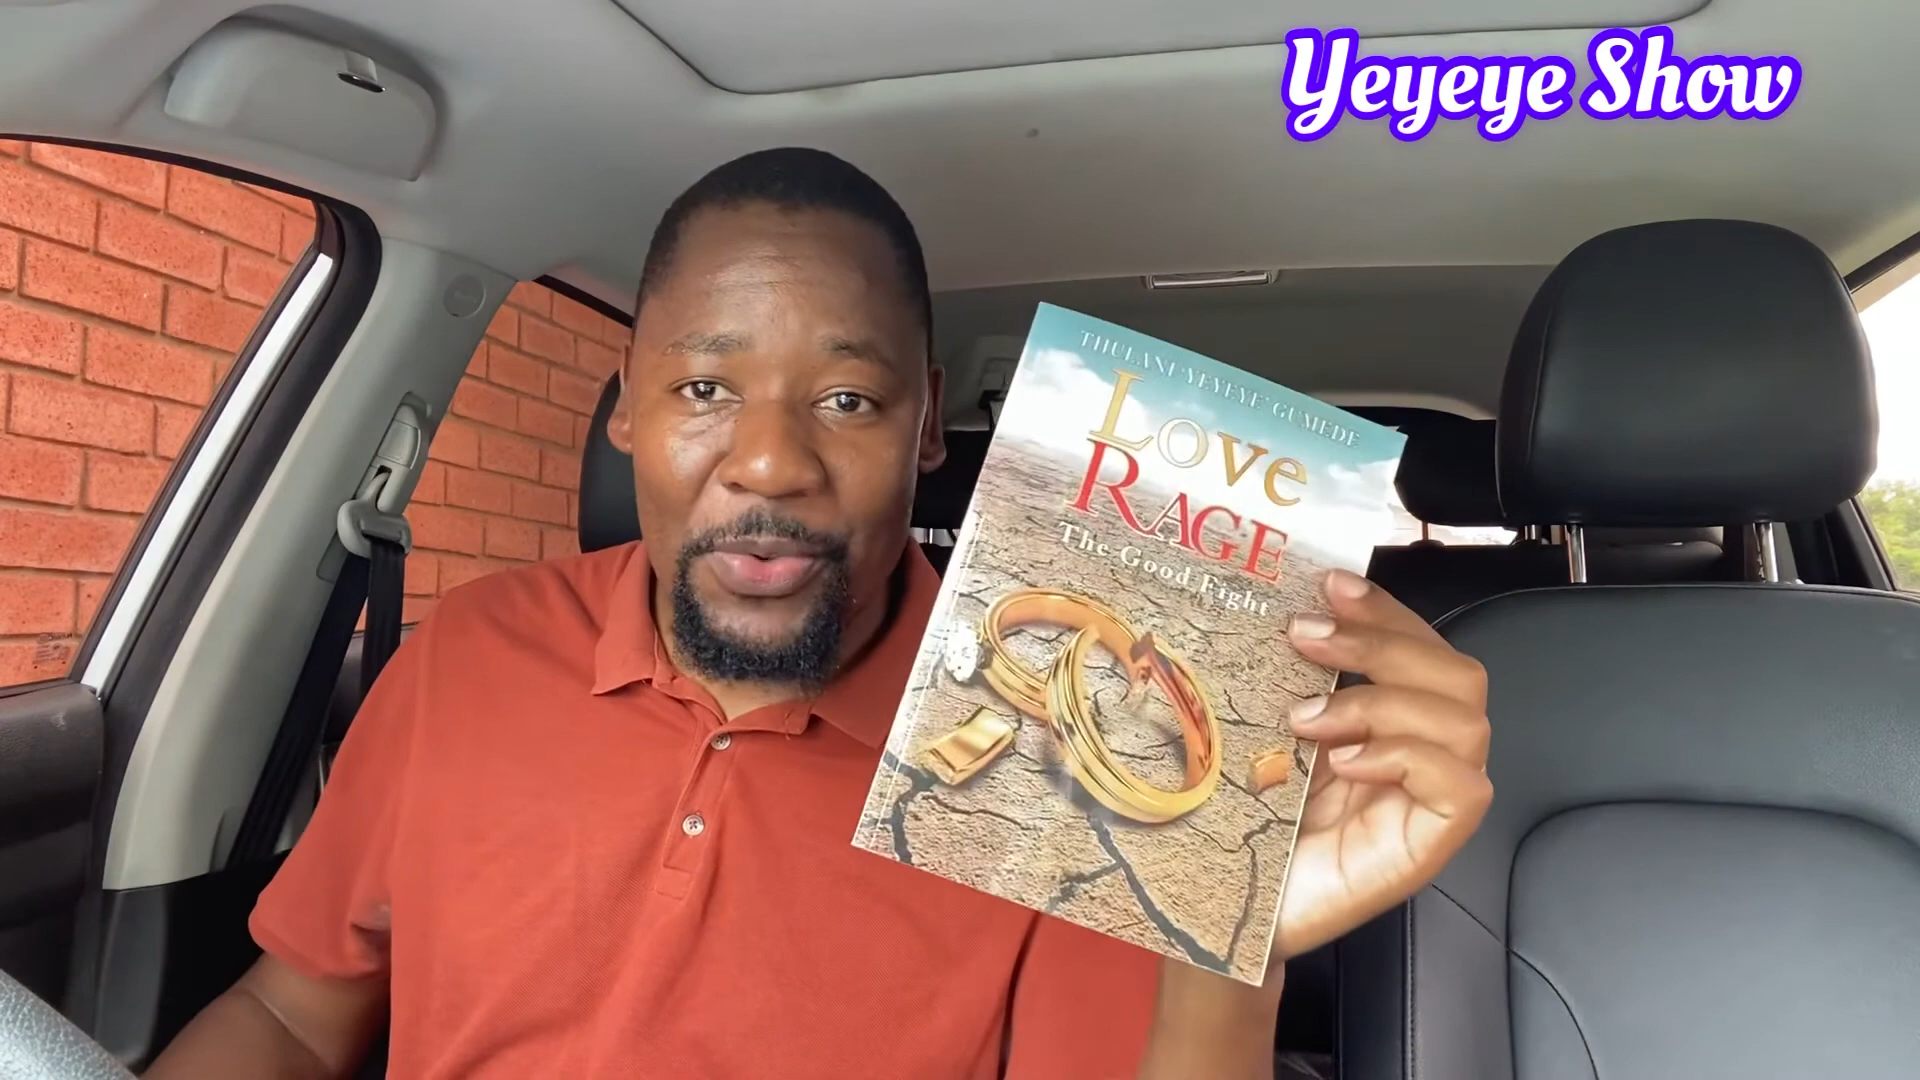 Yeyeye Show
THULANI 'YEYEYE' GUMEDE
Love
RAGE
The Good Fight